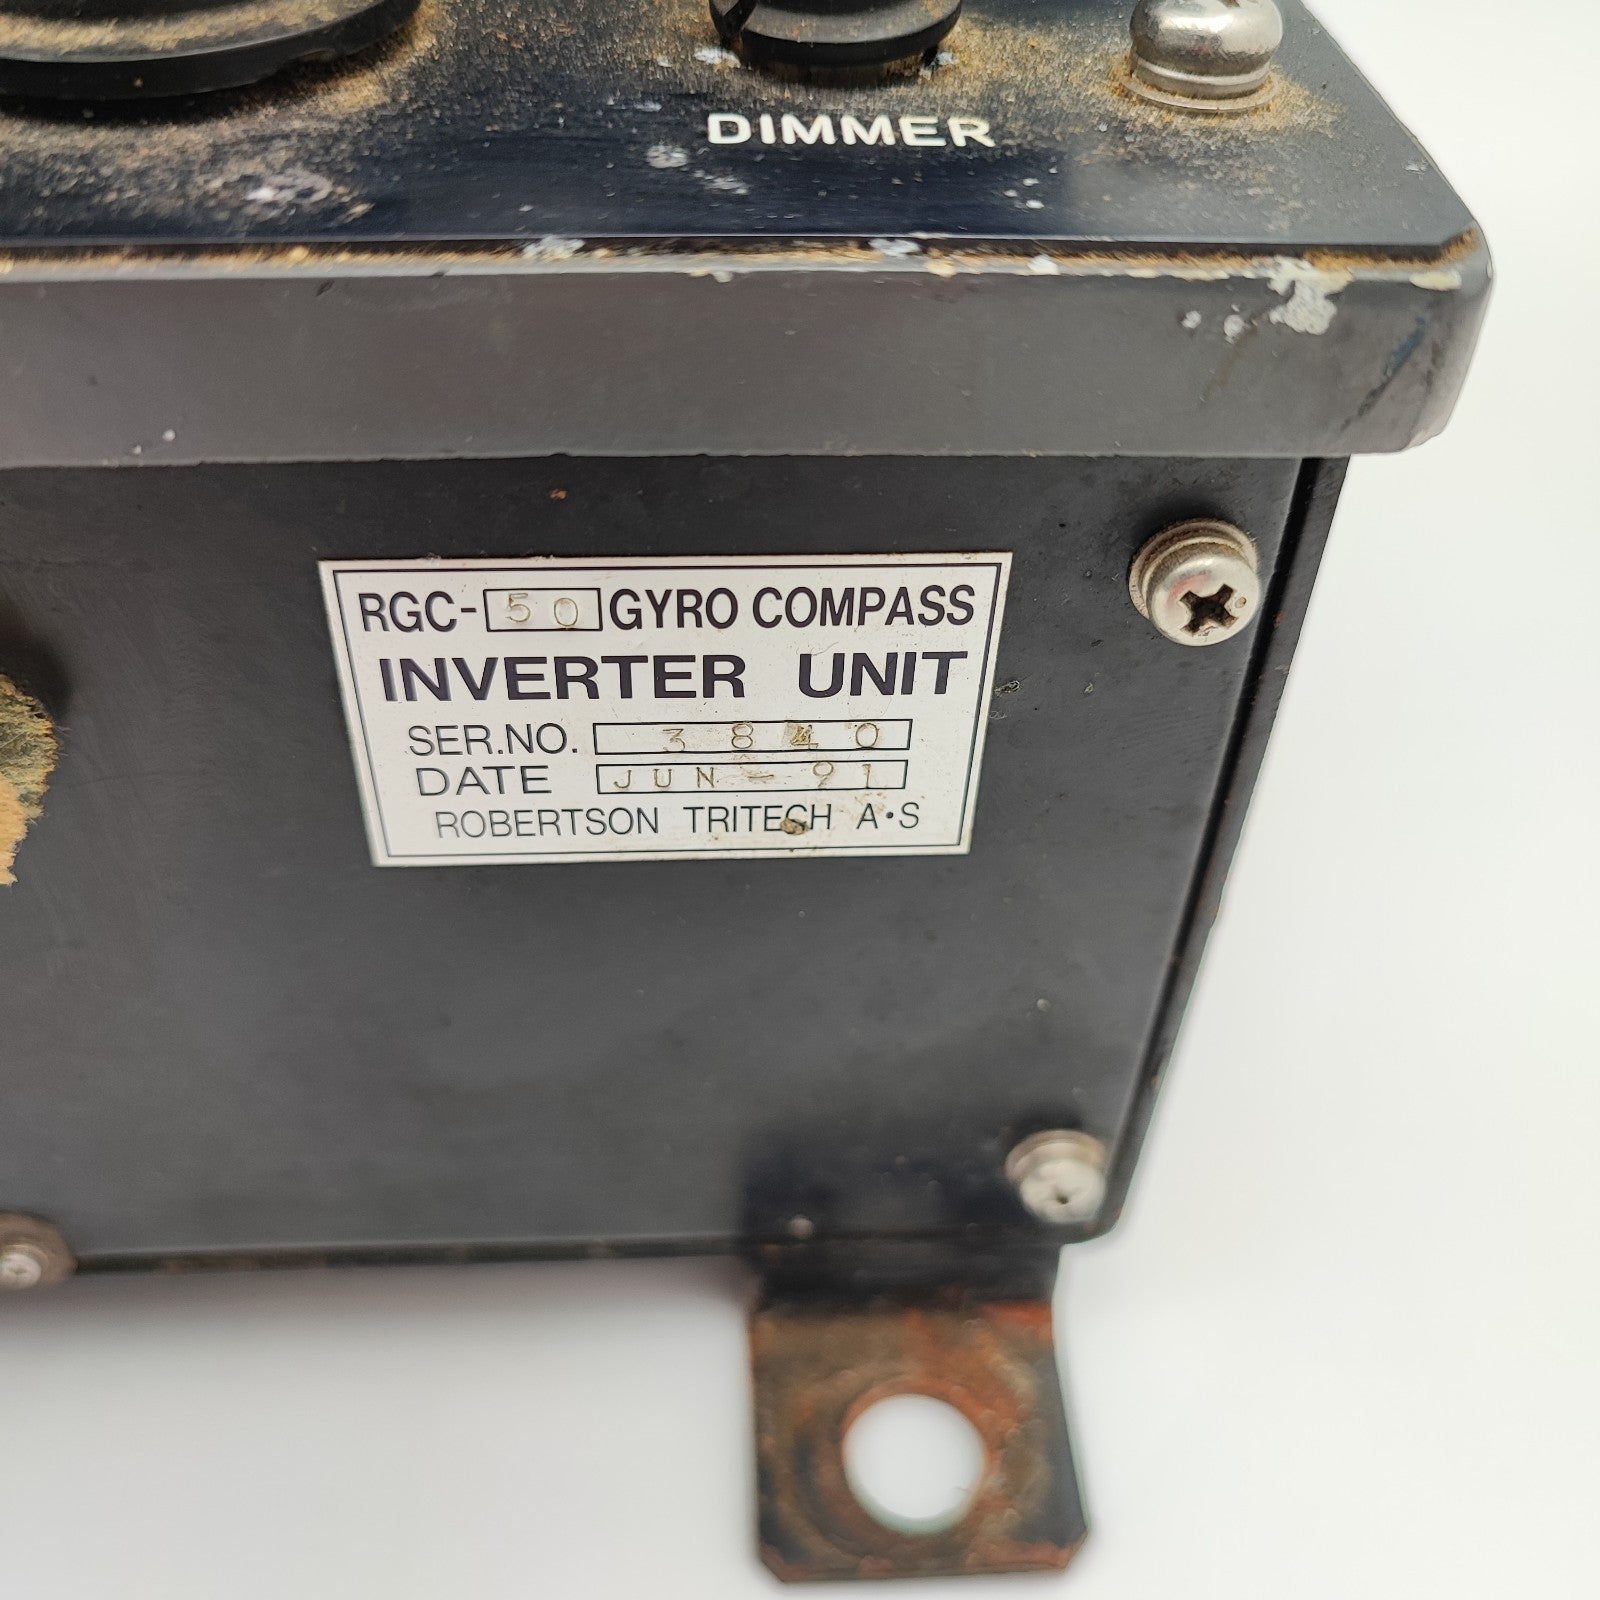 DIMMER
RGC-50 GYRO COMPASS
INVERTER UNIT
SER.NO. 3840
DATE JUN-91
ROBERTSON TRITECH A•S